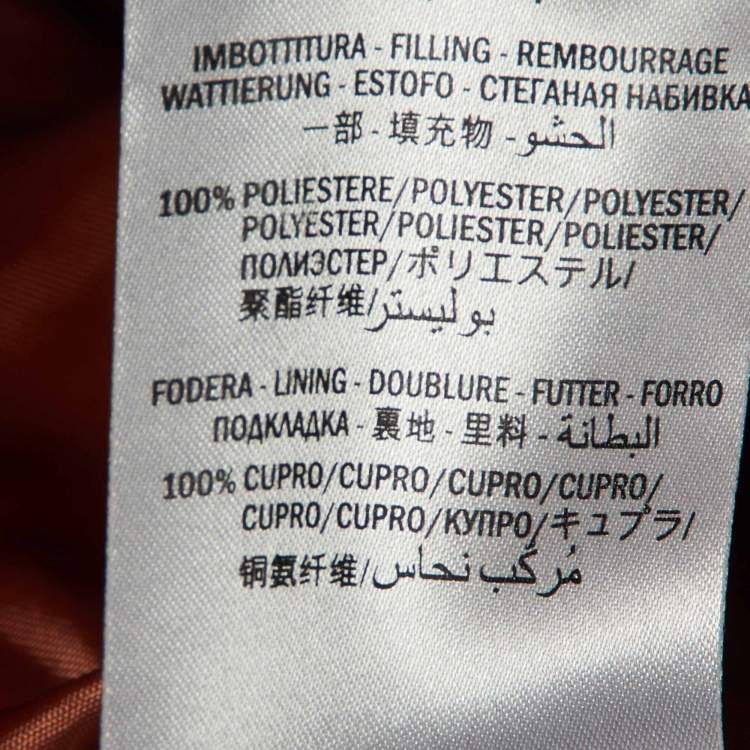 IMBOTTITURA - FILLING - REMBOURRAGE
WATTIERUNG - ESTOFO - СТЕГАНАЯ НАБИВКА
一部 - 填充物 - الحشو
100% POLIESTERE/POLYESTER/POLYESTER/
POLYESTER/POLIESTER/POLIESTER/
ПОЛИЭСТЕР/ポリエステル/
聚酯纤维/بوليستر
FODERA - LINING - DOUBLURE - FUTTER - FORRO
ПОДКЛАДКА - 裏地 - 里料 - البطانة
100% CUPRO/CUPRO/CUPRO/CUPRO/
CUPRO/CUPRO/КУПРО/キュプラ/
铜氨纤维/مُركب نحاس